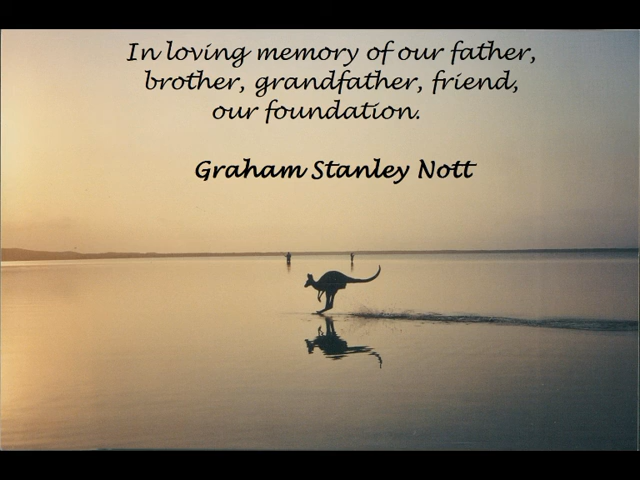 In loving memory of our father,
brother, grandfather, friend,
our foundation.
Graham Stanley Nott